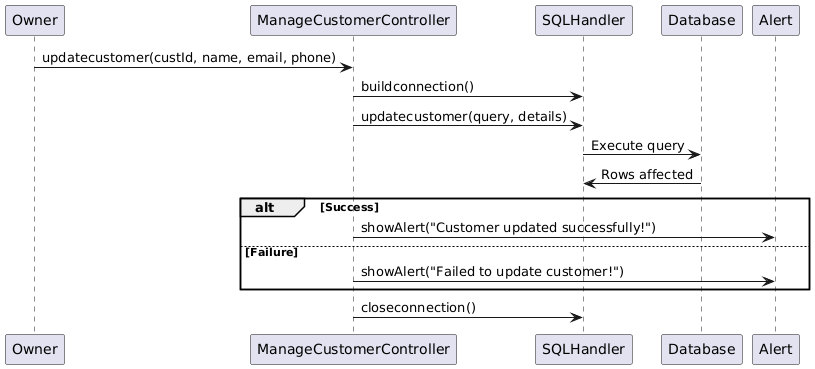 Owner ManageCustomerController SQLHandler Database Alert
updatecustomer(custId, name, email, phone)
buildconnection()
updatecustomer(query, details)
Execute query
Rows affected
alt [Success]
showAlert("Customer updated successfully!")
[Failure]
showAlert("Failed to update customer!")
closeconnection()
Owner ManageCustomerController SQLHandler Database Alert